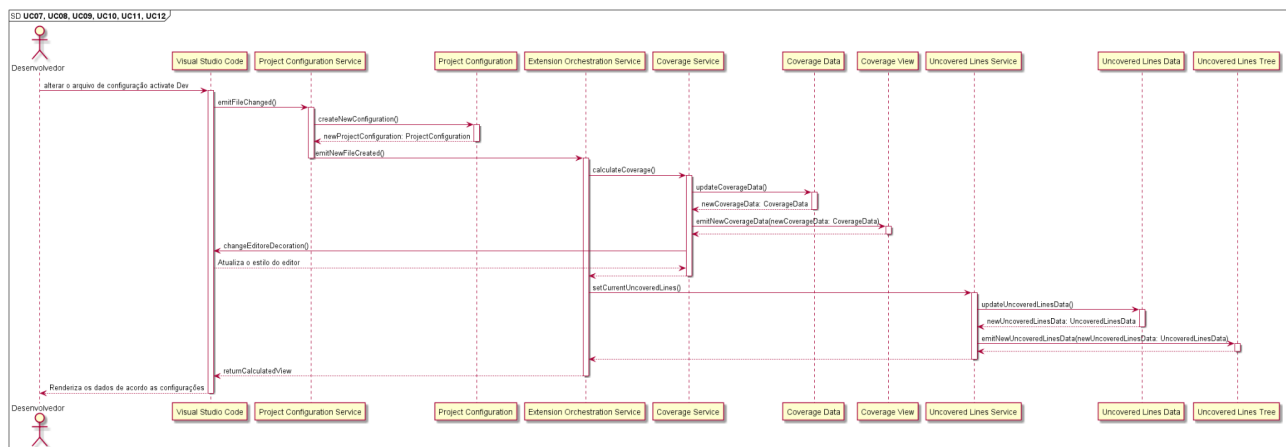 SD UC07, UC08, UC09, UC10, UC11, UC12
Desenvolvedor
Visual Studio Code
Project Configuration Service
Project Configuration
Extension Orchestration Service
Coverage Service
Coverage Data
Coverage View
Uncovered Lines Service
Uncovered Lines Data
Uncovered Lines Tree
alterar o arquivo de configuração activate Dev
emitFileChanged()
createNewConfiguration()
newProjectConfiguration: ProjectConfiguration
emitNewFileCreated()
calculateCoverage()
updateCoverageData()
newCoverageData: CoverageData
emitNewCoverageData(newCoverageData: CoverageData)
changeEditoreDecoration()
Atualiza o estilo do editor
setCurrentUncoveredLines()
updateUncoveredLinesData()
newUncoveredLinesData: UncoveredLinesData
emitNewUncoveredLinesData(newUncoveredLinesData: UncoveredLinesData)
returnCalculatedView
Renderiza os dados de acordo as configurações
Desenvolvedor
Visual Studio Code
Project Configuration Service
Project Configuration
Extension Orchestration Service
Coverage Service
Coverage Data
Coverage View
Uncovered Lines Service
Uncovered Lines Data
Uncovered Lines Tree